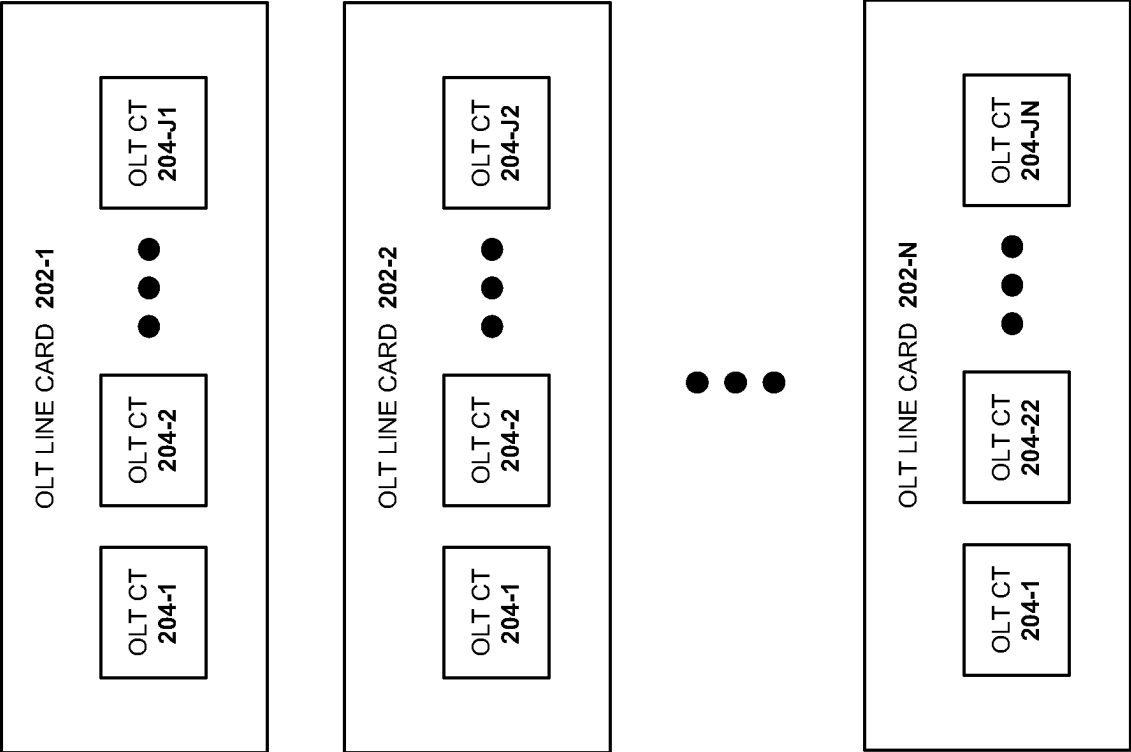 OLT LINE CARD 202-1
OLT CT
204-1
OLT CT
204-2
OLT CT
204-J1
OLT LINE CARD 202-2
OLT CT
204-1
OLT CT
204-2
OLT CT
204-J2
OLT LINE CARD 202-N
OLT CT
204-1
OLT CT
204-22
OLT CT
204-JN